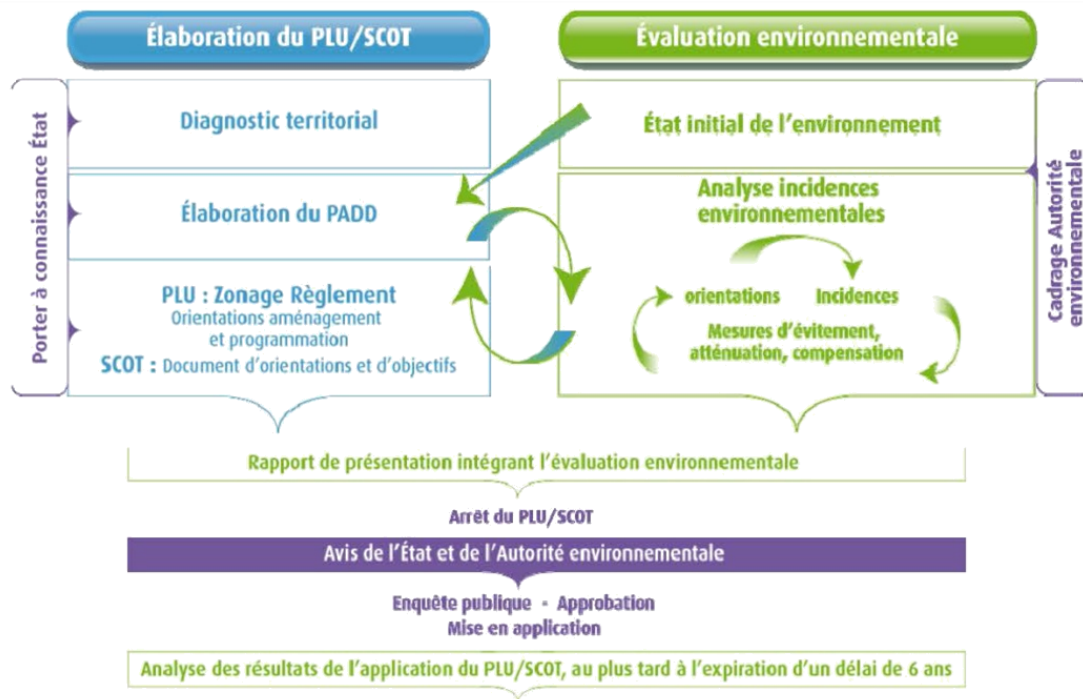 Élaboration du PLU/SCOT
Évaluation environnementale
Porter à connaissance État
Diagnostic territorial
Élaboration du PADD
PLU : Zonage Règlement
Orientations aménagement
et programmation
SCOT : Document d'orientations et d'objectifs
État initial de l'environnement
Analyse incidences
environnementales
orientations
Incidences
Mesures d'évitement,
atténuation, compensation
Cadrage Autorité
environnementale
Rapport de présentation intégrant l'évaluation environnementale
Arrêt du PLU/SCOT
Avis de l'État et de l'Autorité environnementale
Enquête publique - Approbation
Mise en application
Analyse des résultats de l'application du PLU/SCOT, au plus tard à l'expiration d'un délai de 6 ans